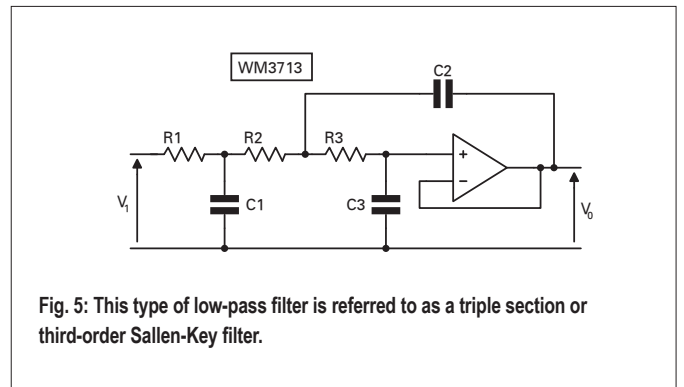 WM3713
C2
R1
R2
R3
+
−
C1
C3
V1
V0
Fig. 5: This type of low-pass filter is referred to as a triple section or
third-order Sallen-Key filter.